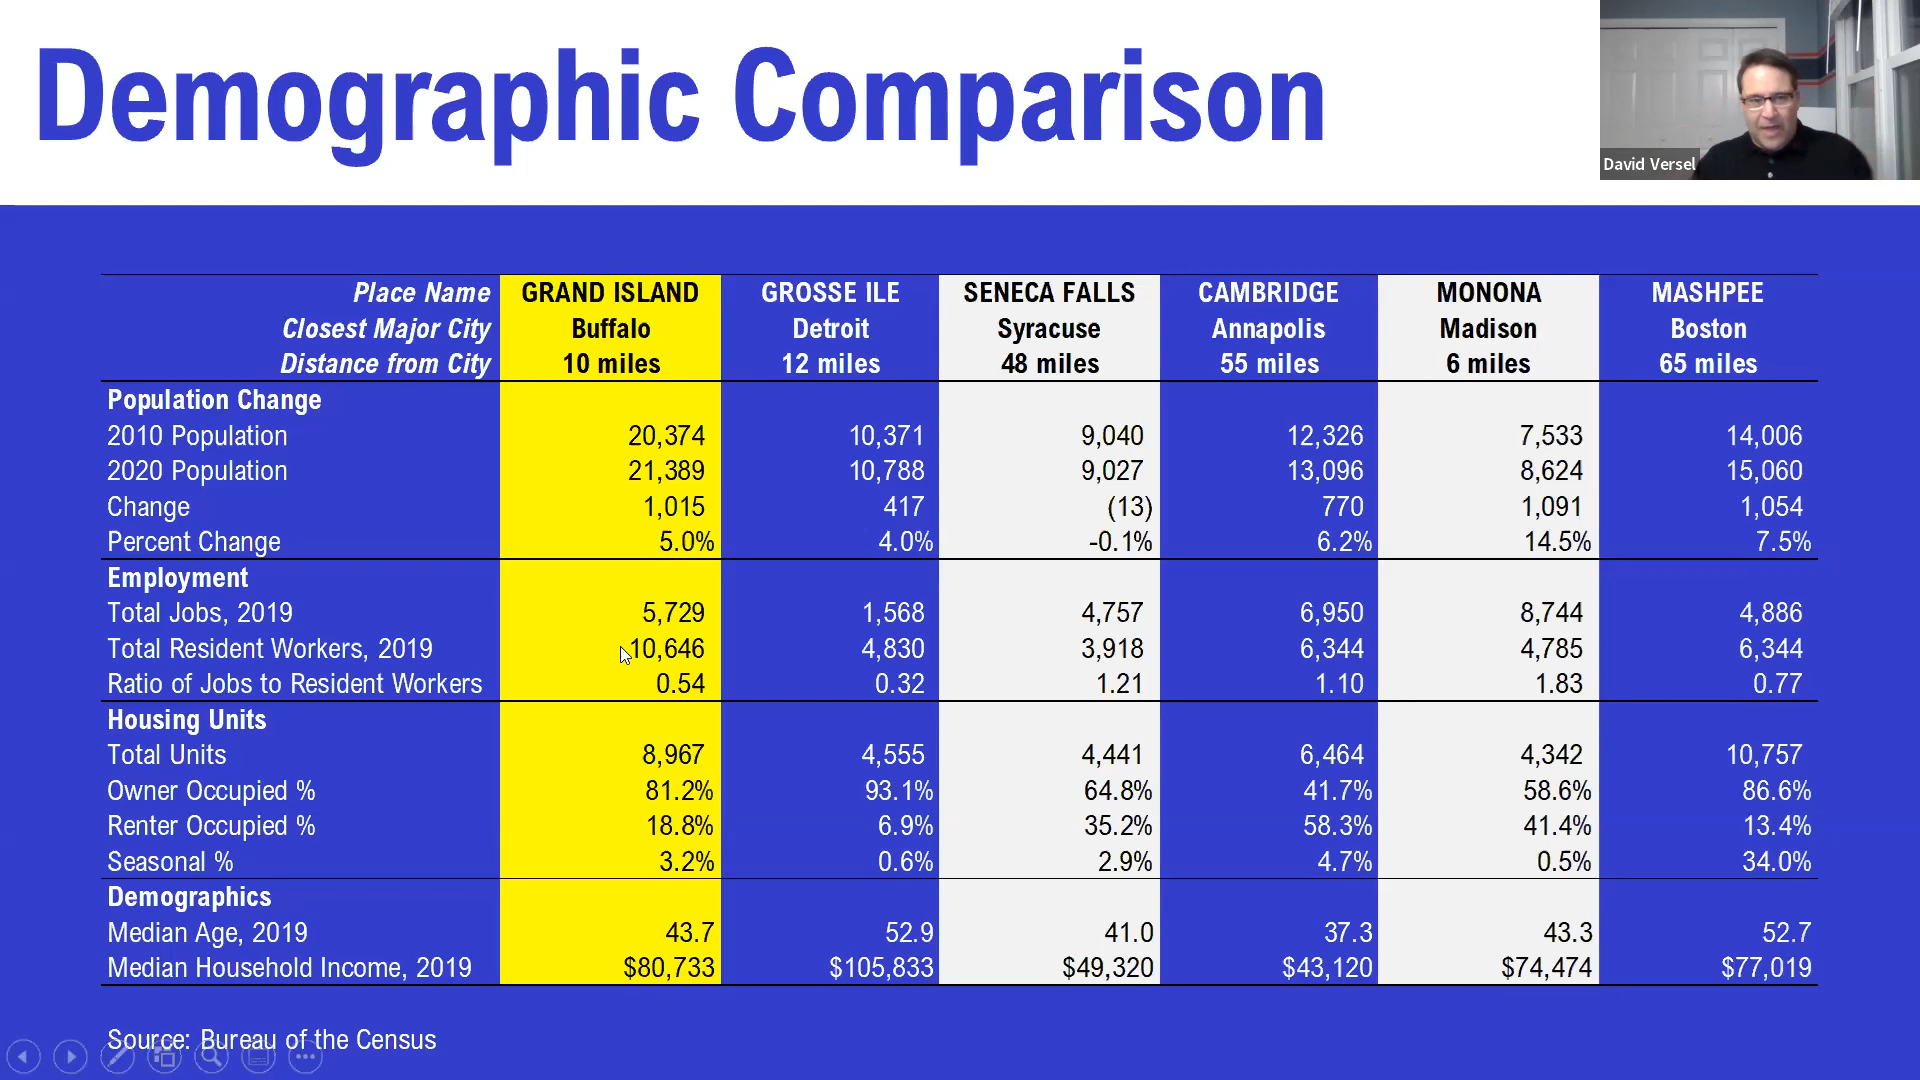 Demographic Comparison
David Versel
Place Name GRAND ISLAND GROSSE ILE SENECA FALLS CAMBRIDGE MONONA MASHPEE
Closest Major City Buffalo Detroit Syracuse Annapolis Madison Boston
Distance from City 10 miles 12 miles 48 miles 55 miles 6 miles 65 miles
Population Change
2010 Population 20,374 10,371 9,040 12,326 7,533 14,006
2020 Population 21,389 10,788 9,027 13,096 8,624 15,060
Change 1,015 417 (13) 770 1,091 1,054
Percent Change 5.0% 4.0% -0.1% 6.2% 14.5% 7.5%
Employment
Total Jobs, 2019 5,729 1,568 4,757 6,950 8,744 4,886
Total Resident Workers, 2019 10,646 4,830 3,918 6,344 4,785 6,344
Ratio of Jobs to Resident Workers 0.54 0.32 1.21 1.10 1.83 0.77
Housing Units
Total Units 8,967 4,555 4,441 6,464 4,342 10,757
Owner Occupied % 81.2% 93.1% 64.8% 41.7% 58.6% 86.6%
Renter Occupied % 18.8% 6.9% 35.2% 58.3% 41.4% 13.4%
Seasonal % 3.2% 0.6% 2.9% 4.7% 0.5% 34.0%
Demographics
Median Age, 2019 43.7 52.9 41.0 37.3 43.3 52.7
Median Household Income, 2019 $80,733 $105,833 $49,320 $43,120 $74,474 $77,019
Source: Bureau of the Census